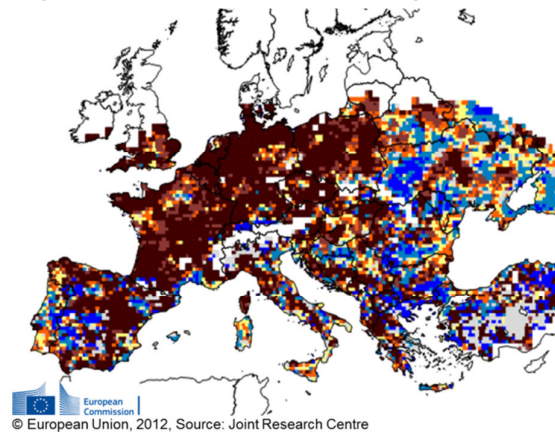 European
Commission
© European Union, 2012, Source: Joint Research Centre